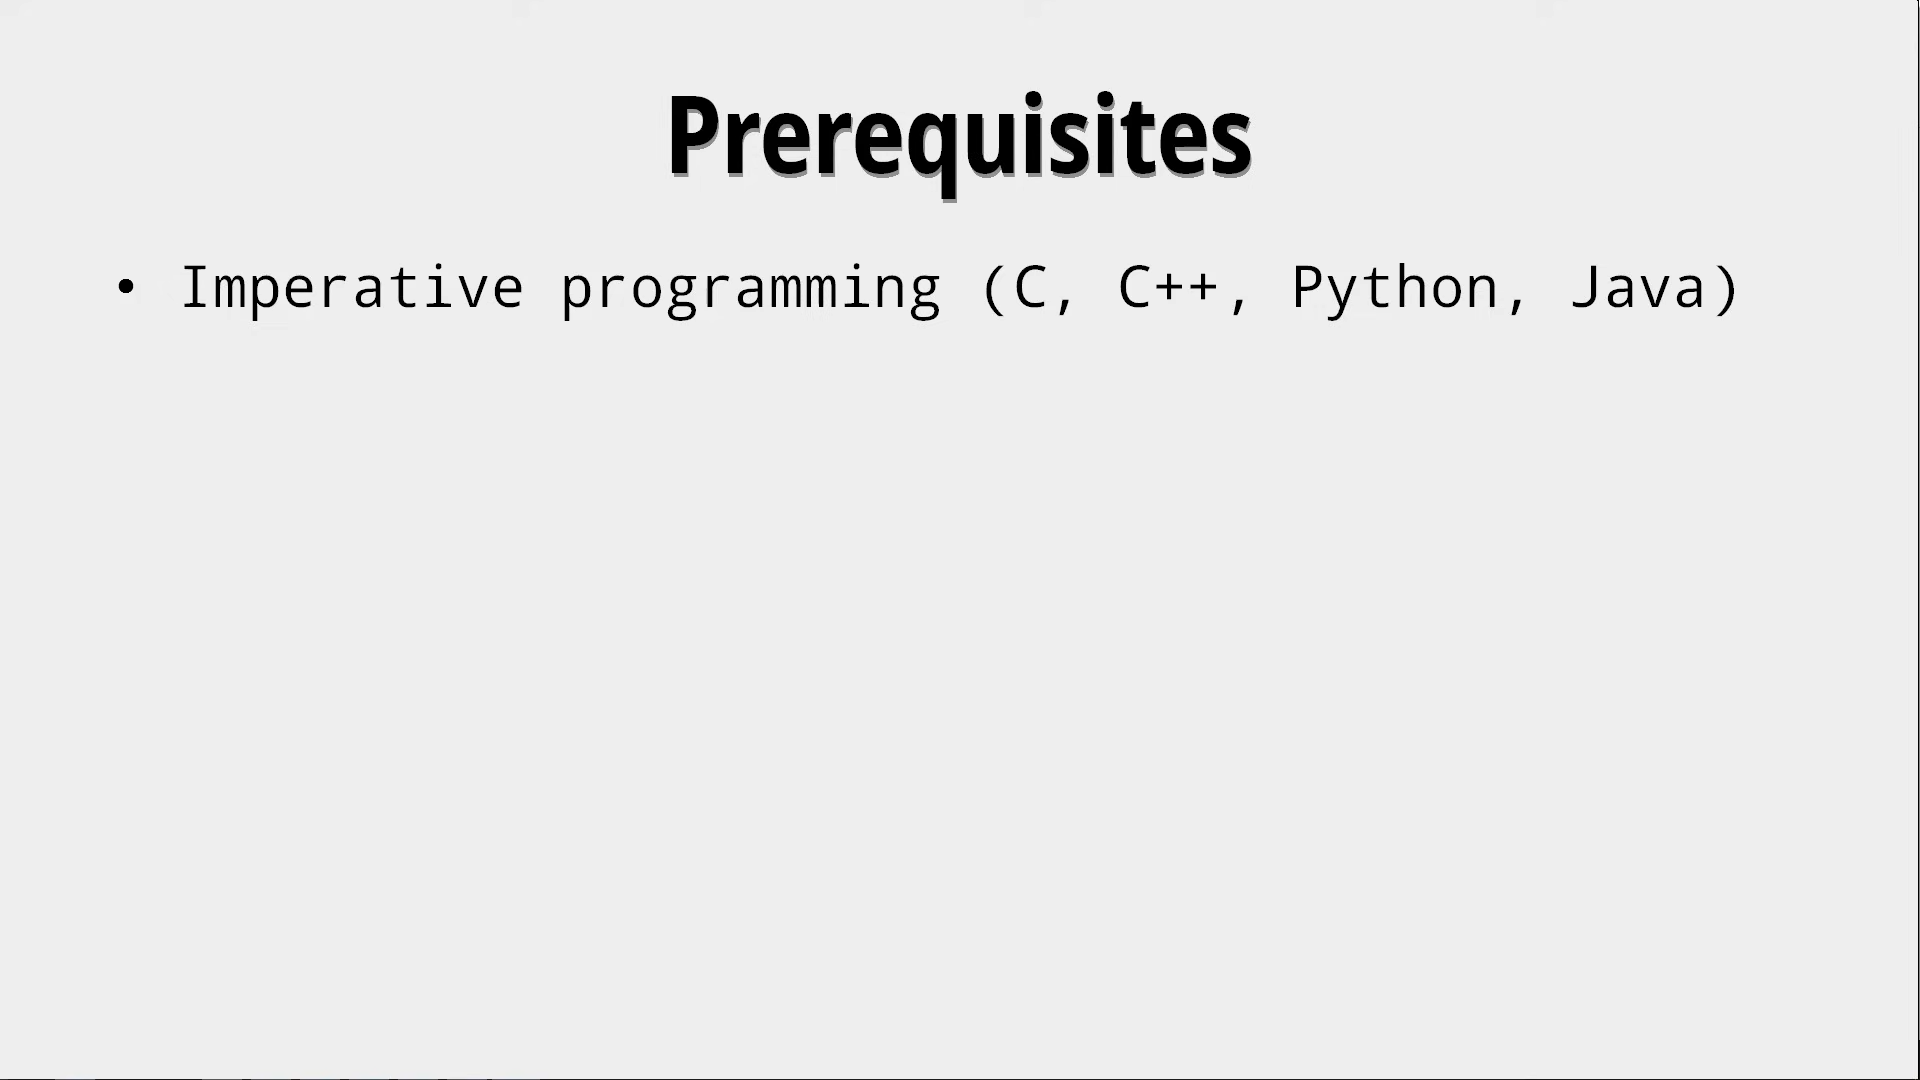 Prerequisites
• Imperative programming (C, C++, Python, Java)